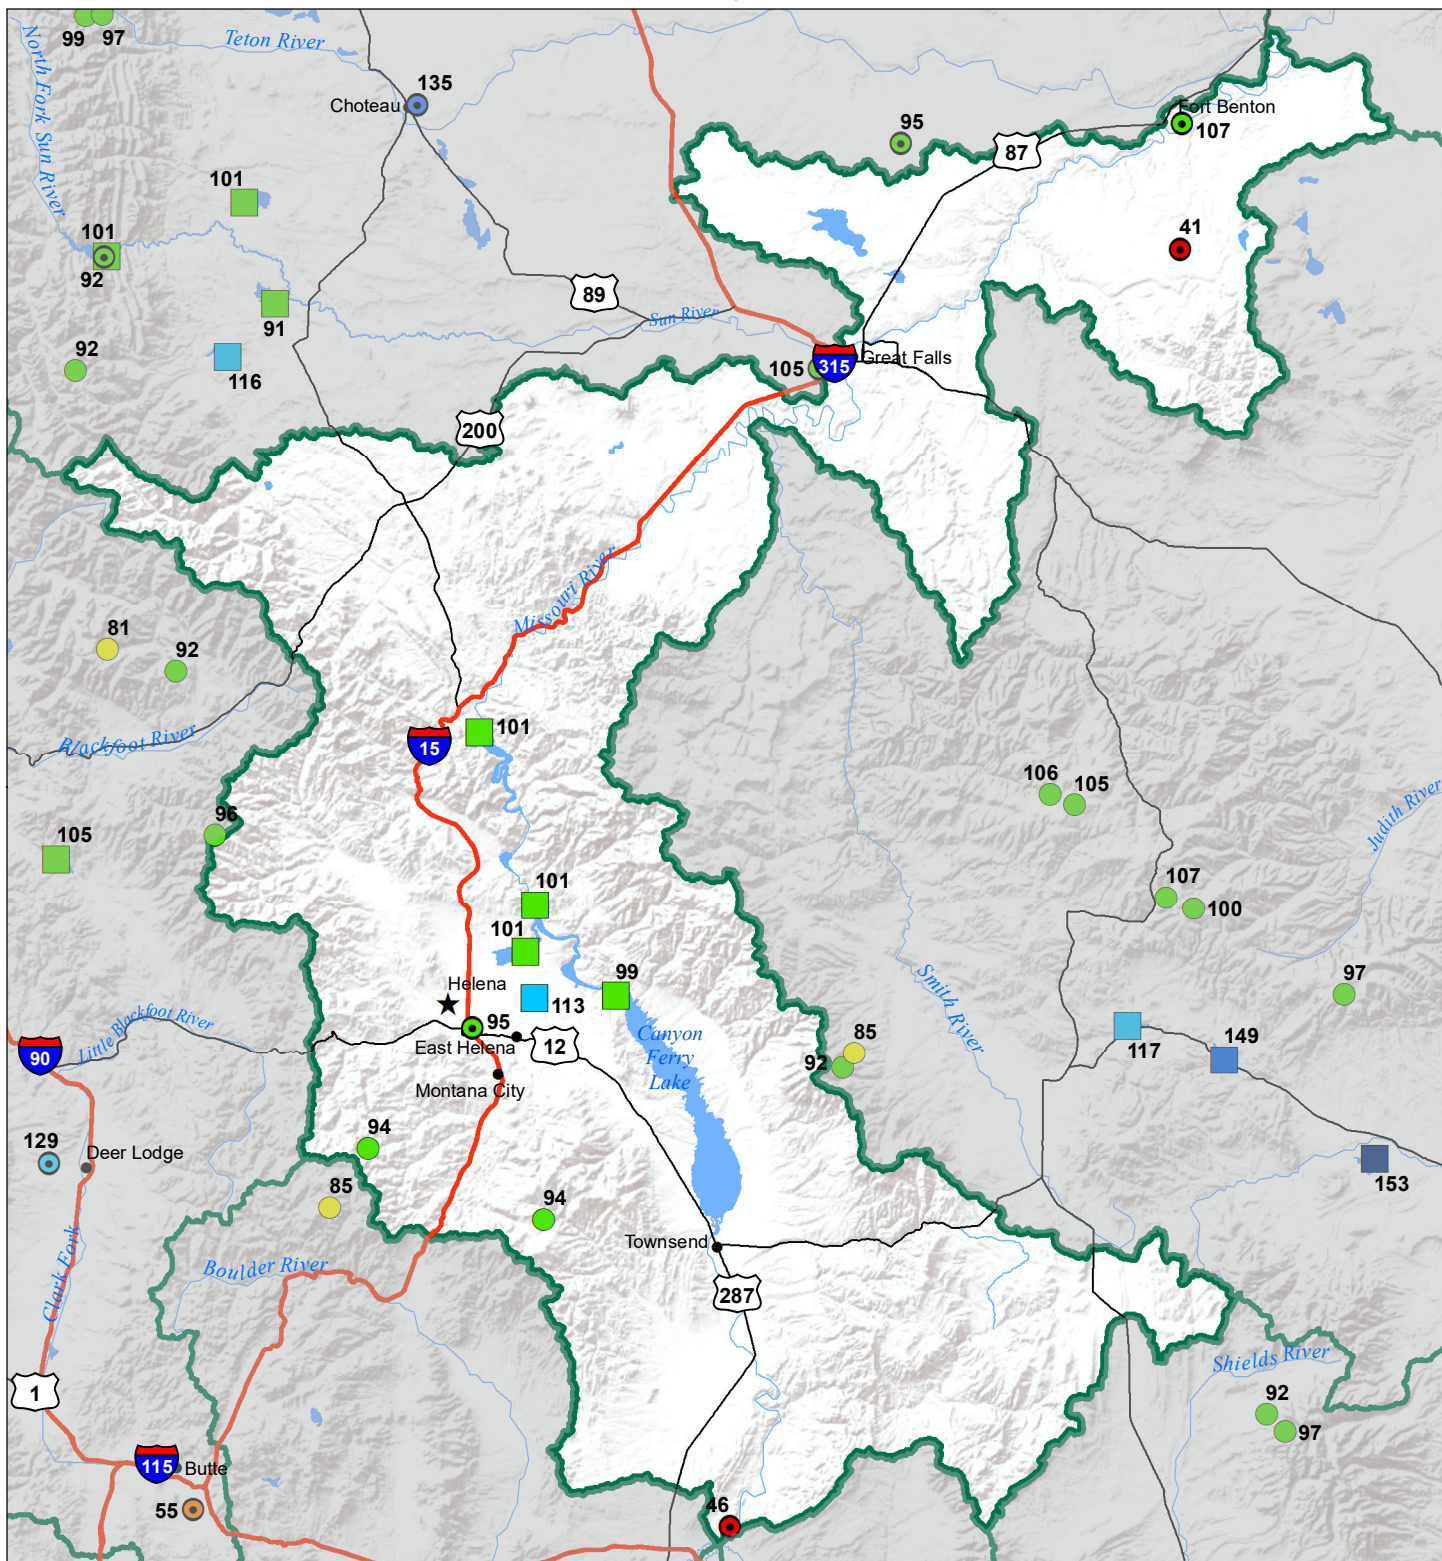 99
97
Teton River
North Fork Sun River
135
Choteau
95
87
Fort Benton
107
101
41
101
92
89
91
Sun River
92
116
105
315
Great Falls
200
Missouri River
81
92
Blackfoot River
101
15
106
105
Judith River
96
105
101
107
100
101
Smith River
Helena
99
97
113
Little Blackfoot River
95
East Helena
12
Canyon
Ferry
Lake
85
92
117
149
90
Montana City
129
Deer Lodge
94
153
85
94
Townsend
Clark Fork
Boulder River
287
Shields River
1
92
97
115
Butte
55
46